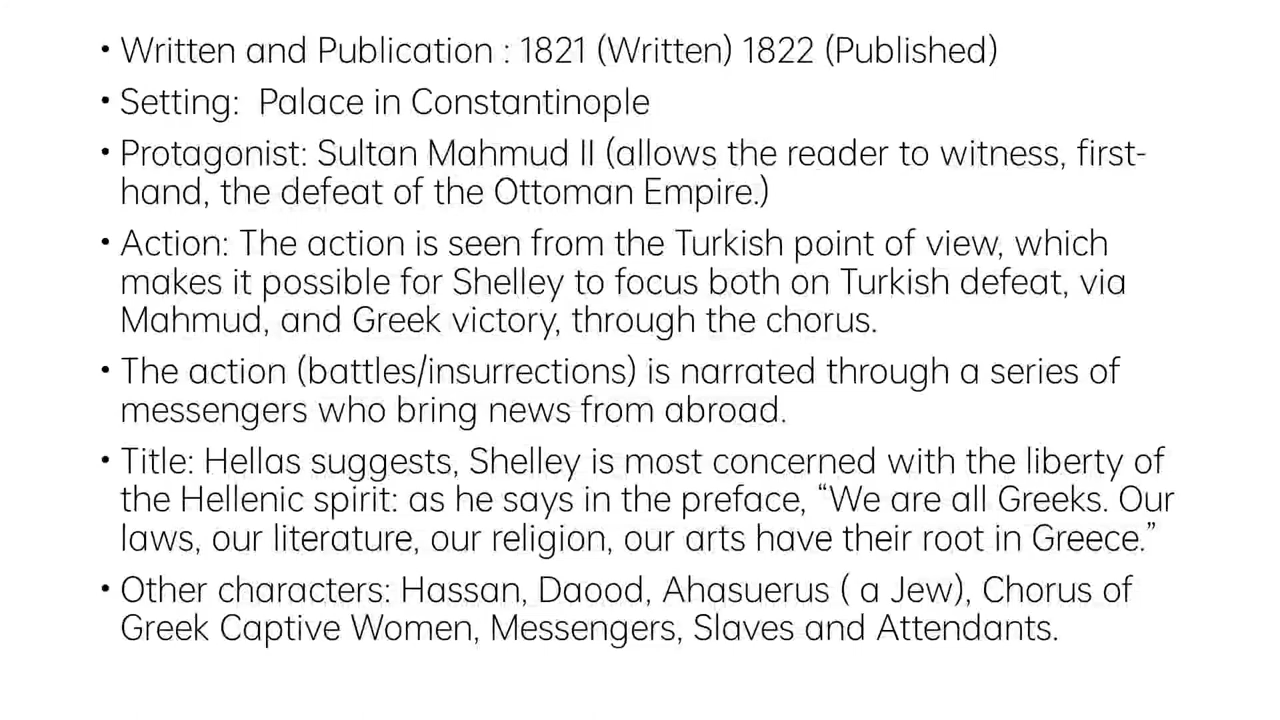 • Written and Publication : 1821 (Written) 1822 (Published)
• Setting:  Palace in Constantinople
• Protagonist: Sultan Mahmud II (allows the reader to witness, first-
hand, the defeat of the Ottoman Empire.)
• Action: The action is seen from the Turkish point of view, which
makes it possible for Shelley to focus both on Turkish defeat, via
Mahmud, and Greek victory, through the chorus.
• The action (battles/insurrections) is narrated through a series of
messengers who bring news from abroad.
• Title: Hellas suggests, Shelley is most concerned with the liberty of
the Hellenic spirit: as he says in the preface, “We are all Greeks. Our
laws, our literature, our religion, our arts have their root in Greece.”
• Other characters: Hassan, Daood, Ahasuerus ( a Jew), Chorus of
Greek Captive Women, Messengers, Slaves and Attendants.